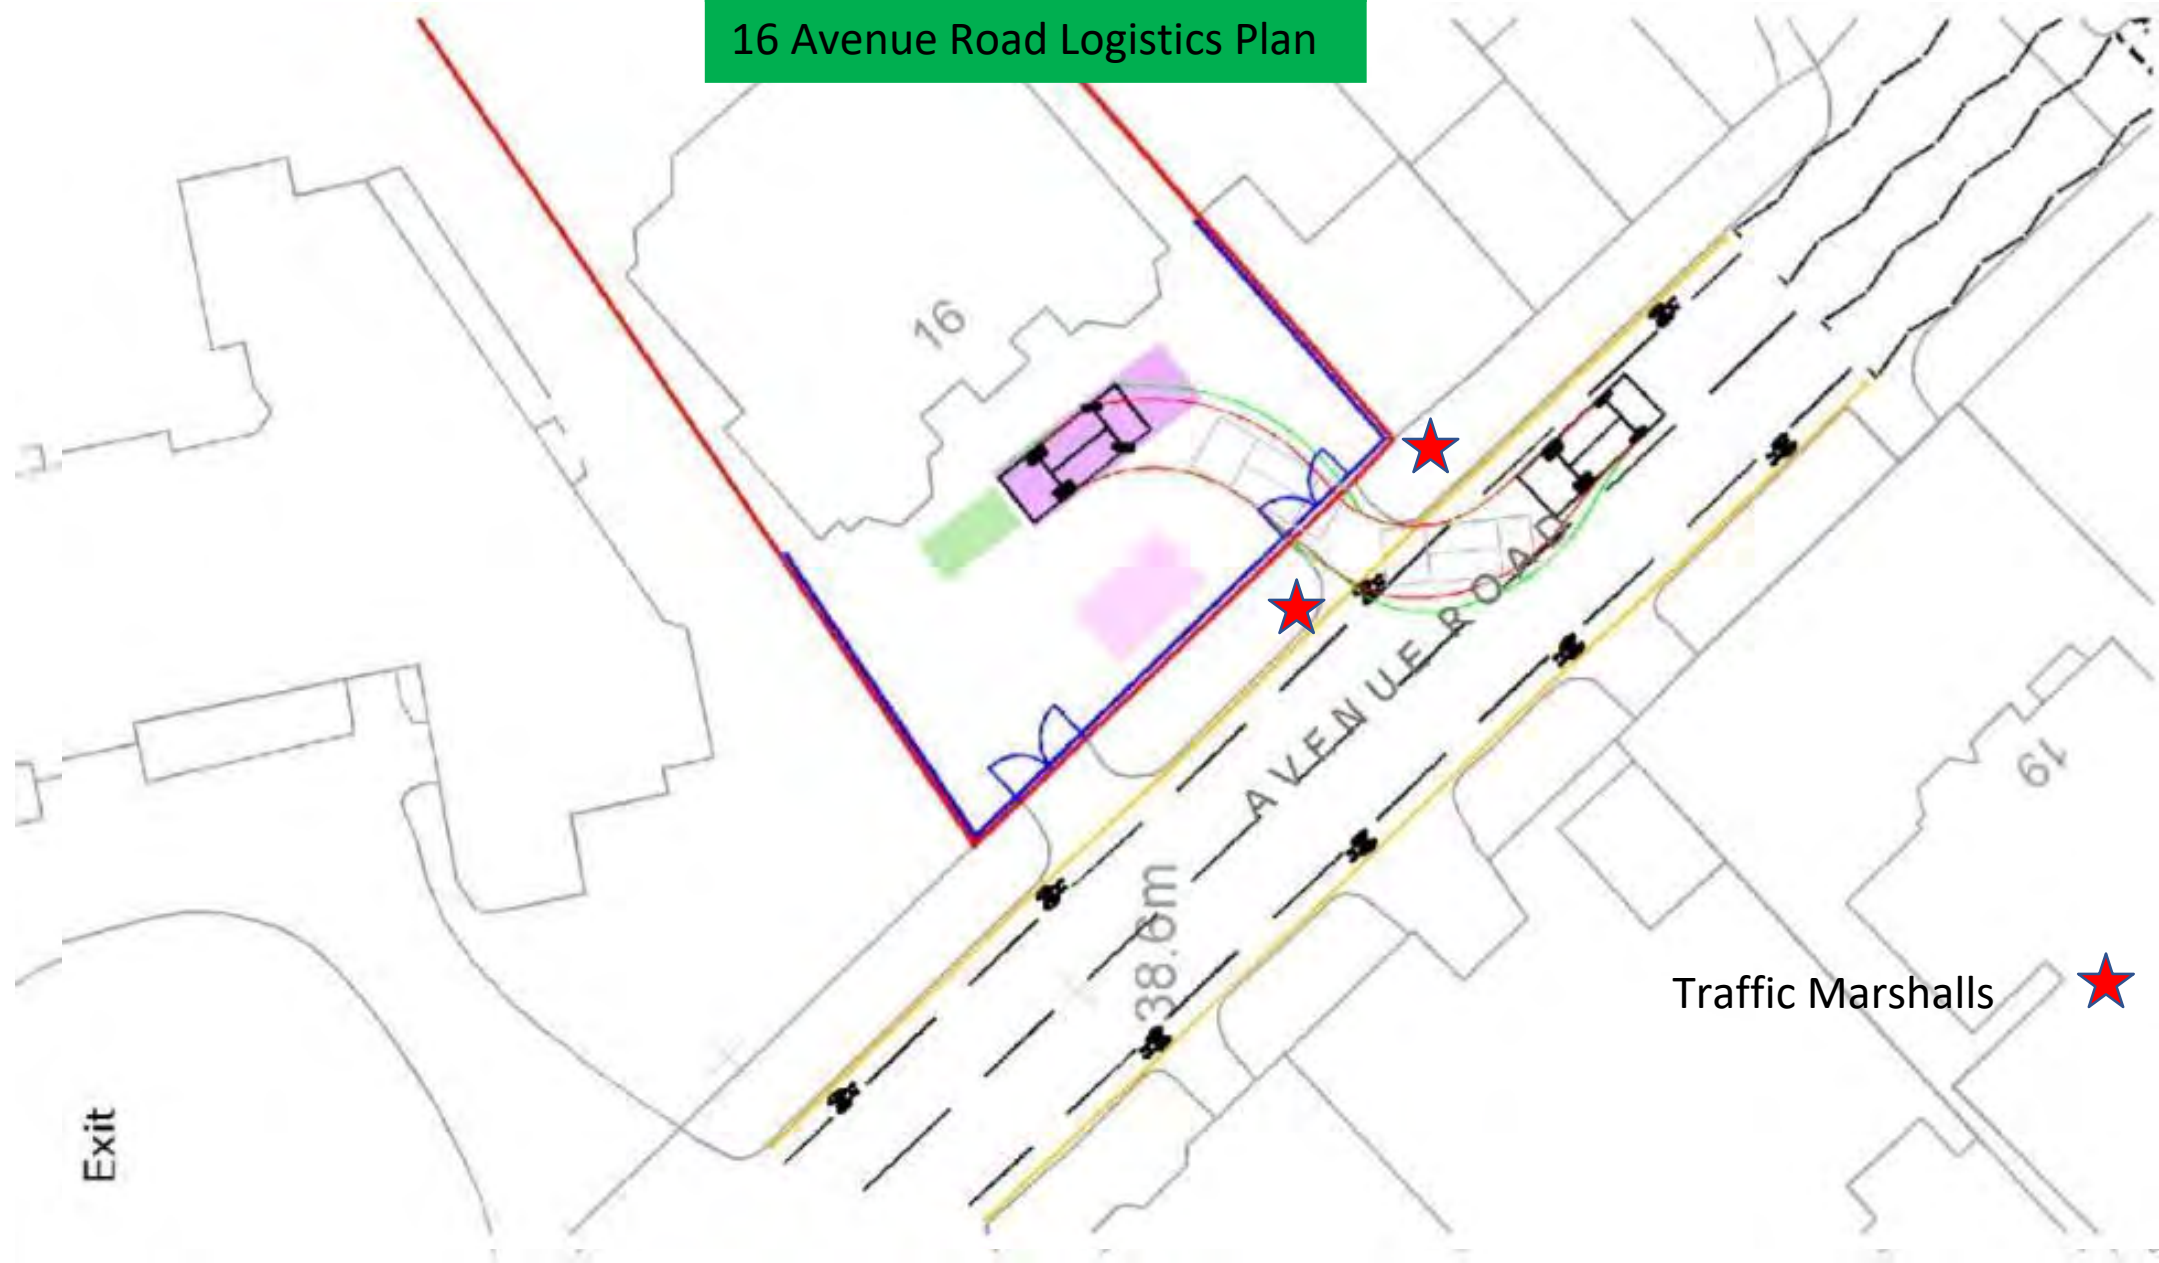 16 Avenue Road Logistics Plan
16
AVENUE ROAD
19
38.6m
Traffic Marshalls
Exit